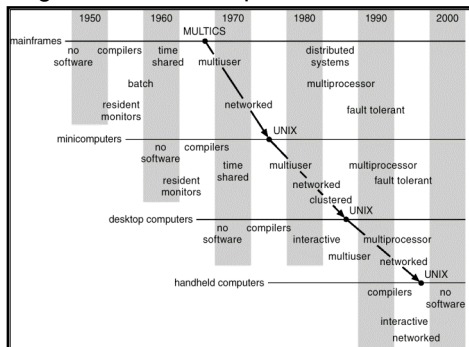 1950 1960 1970 1980 1990 2000
MULTICS
mainframes
no software compilers time shared multiuser distributed systems
batch multiprocessor
resident monitors networked fault tolerant
UNIX
minicomputers
no software compilers
time shared multiuser multiprocessor
resident monitors networked fault tolerant
clustered
UNIX
desktop computers
no software compilers interactive multiprocessor
multiuser networked
UNIX
handheld computers
compilers no software
interactive
networked